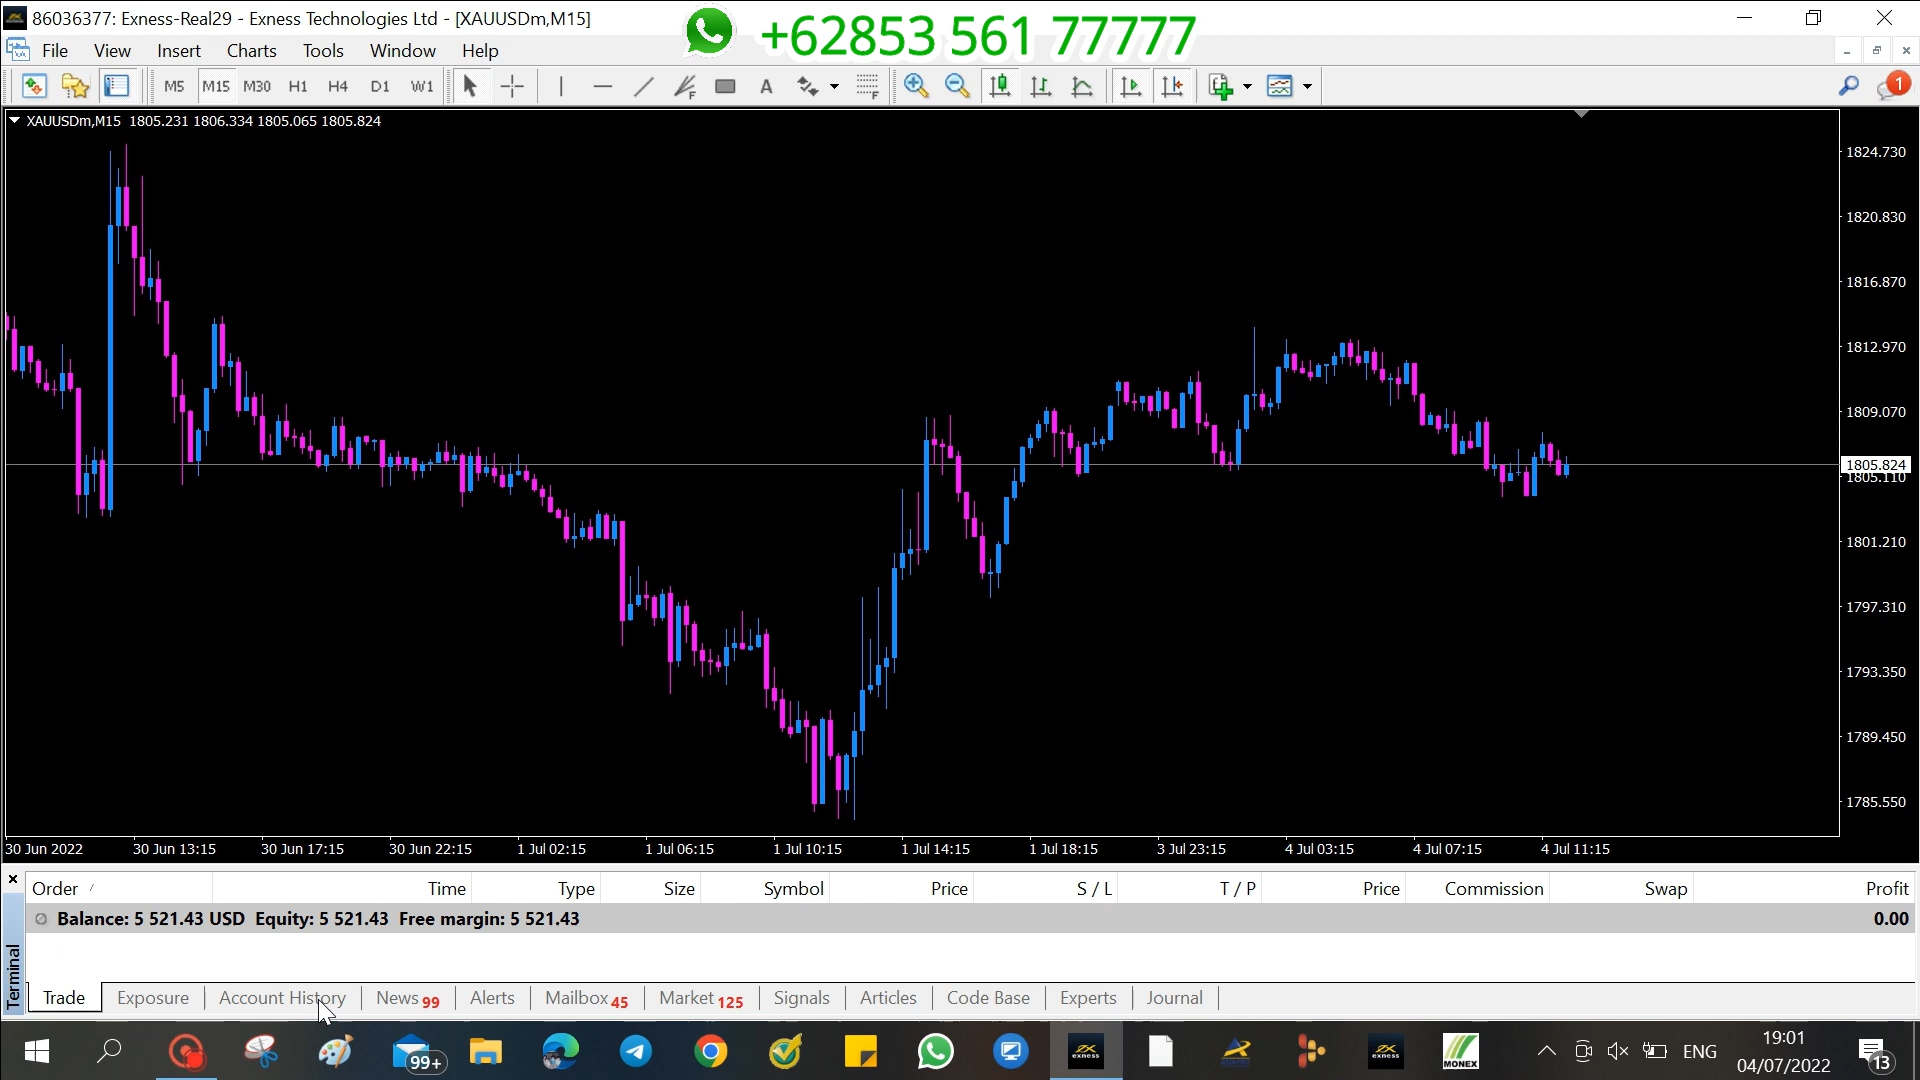 86036377: Exness-Real29 - Exness Technologies Ltd - [XAUUSDm,M15]
+62853 561 77777
File View Insert Charts Tools Window Help
M5 M15 M30 H1 H4 D1 W1 A F F 1
XAUUSDm,M15 1805.231 1806.334 1805.065 1805.824
1824.730
1820.830
1816.870
1812.970
1809.070
1805.824
1805.110
1801.210
1797.310
1793.350
1789.450
1785.550
30 Jun 2022 30 Jun 13:15 30 Jun 17:15 30 Jun 22:15 1 Jul 02:15 1 Jul 06:15 1 Jul 10:15 1 Jul 14:15 1 Jul 18:15 3 Jul 23:15 4 Jul 03:15 4 Jul 07:15 4 Jul 11:15
Order / Time Type Size Symbol Price S / L T / P Price Commission Swap Profit
Balance: 5 521.43 USD Equity: 5 521.43 Free margin: 5 521.43 0.00
Terminal
Trade Exposure Account History News 99 Alerts Mailbox 45 Market 125 Signals Articles Code Base Experts Journal
99+ exness exness MONEX ENG 19:01
04/07/2022 13